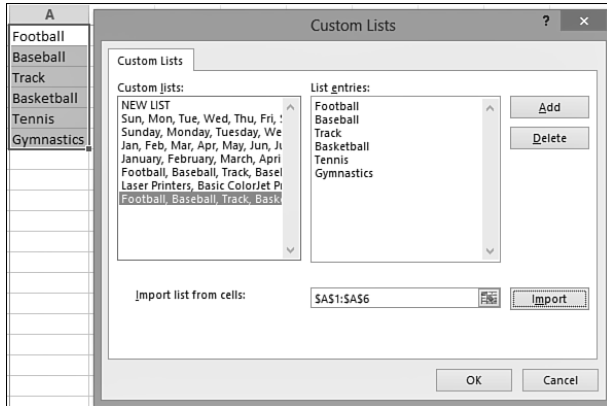 A
Football
Baseball
Track
Basketball
Tennis
Gymnastics
Custom Lists
?
Custom Lists
Custom lists:
NEW LIST
Sun, Mon, Tue, Wed, Thu, Fri,
Sunday, Monday, Tuesday, We
Jan, Feb, Mar, Apr, May, Jun, Ju
January, February, March, Apri
Football, Baseball, Track, Baseb
Laser Printers, Basic ColorJet Pr
Football, Baseball, Track, Baske
List entries:
Football
Baseball
Track
Basketball
Tennis
Gymnastics
Add
Delete
Import list from cells:
$A$1:$A$6
Import
OK
Cancel